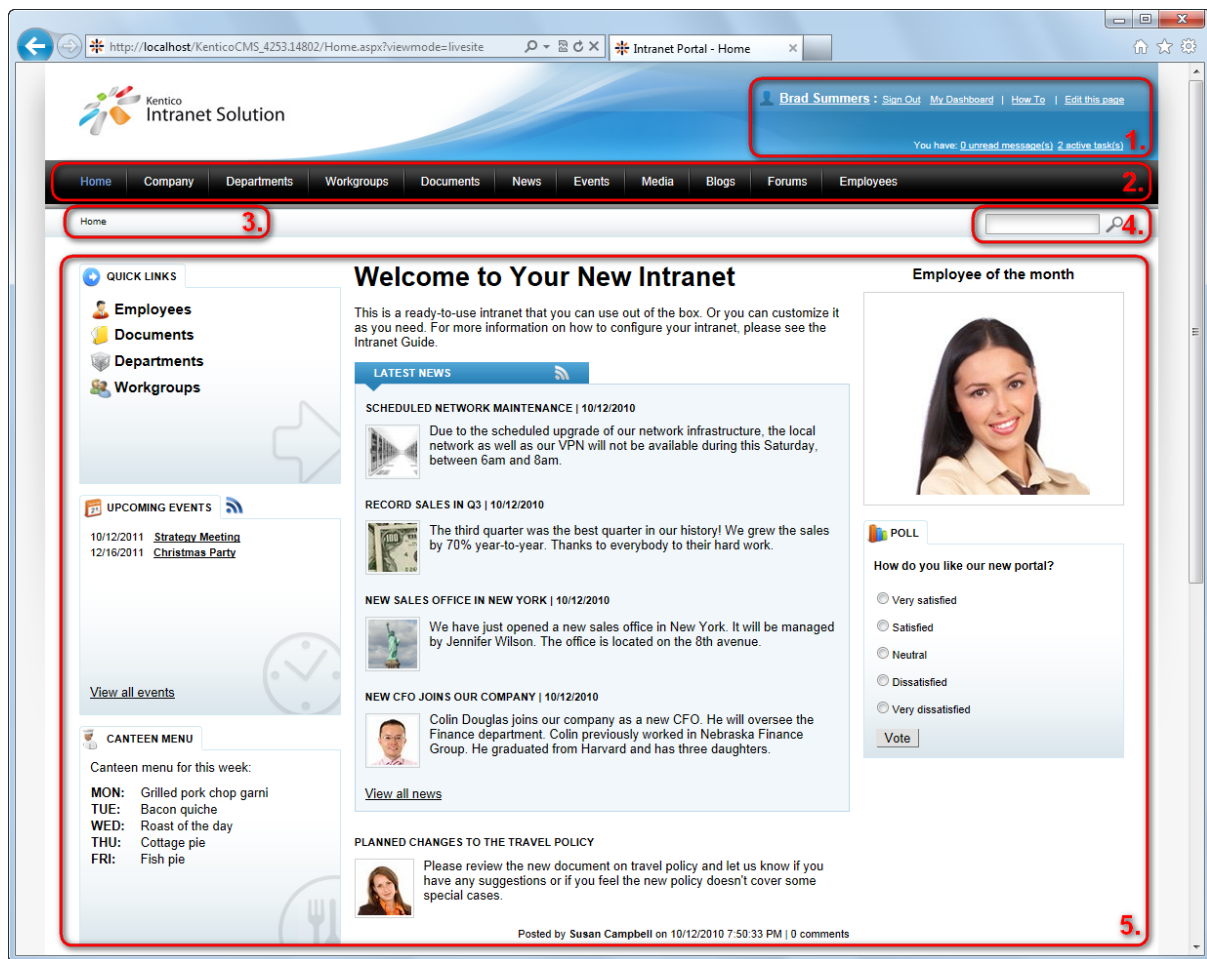 http://localhost/KenticoCMS_4253.14802/Home.aspx?viewmode=livesite
Intranet Portal - Home
Kentico
Intranet Solution
Brad Summers : Sign Out My Dashboard | How To | Edit this page
You have: 0 unread message(s) 2 active task(s)
1.
Home Company Departments Workgroups Documents News Events Media Blogs Forums Employees
2.
Home
3.
4.
QUICK LINKS
Employees
Documents
Departments
Workgroups
UPCOMING EVENTS
10/12/2011 Strategy Meeting
12/16/2011 Christmas Party
View all events
CANTEEN MENU
Canteen menu for this week:
MON: Grilled pork chop garni
TUE: Bacon quiche
WED: Roast of the day
THU: Cottage pie
FRI: Fish pie
Welcome to Your New Intranet
This is a ready-to-use intranet that you can use out of the box. Or you can customize it
as you need. For more information on how to configure your intranet, please see the
Intranet Guide.
LATEST NEWS
SCHEDULED NETWORK MAINTENANCE | 10/12/2010
Due to the scheduled upgrade of our network infrastructure, the local
network as well as our VPN will not be available during this Saturday,
between 6am and 8am.
RECORD SALES IN Q3 | 10/12/2010
The third quarter was the best quarter in our history! We grew the sales
by 70% year-to-year. Thanks to everybody to their hard work.
NEW SALES OFFICE IN NEW YORK | 10/12/2010
We have just opened a new sales office in New York. It will be managed
by Jennifer Wilson. The office is located on the 8th avenue.
NEW CFO JOINS OUR COMPANY | 10/12/2010
Colin Douglas joins our company as a new CFO. He will oversee the
Finance department. Colin previously worked in Nebraska Finance
Group. He graduated from Harvard and has three daughters.
View all news
PLANNED CHANGES TO THE TRAVEL POLICY
Please review the new document on travel policy and let us know if you
have any suggestions or if you feel the new policy doesn't cover some
special cases.
Posted by Susan Campbell on 10/12/2010 7:50:33 PM | 0 comments
Employee of the month
POLL
How do you like our new portal?
Very satisfied
Satisfied
Neutral
Dissatisfied
Very dissatisfied
Vote
5.